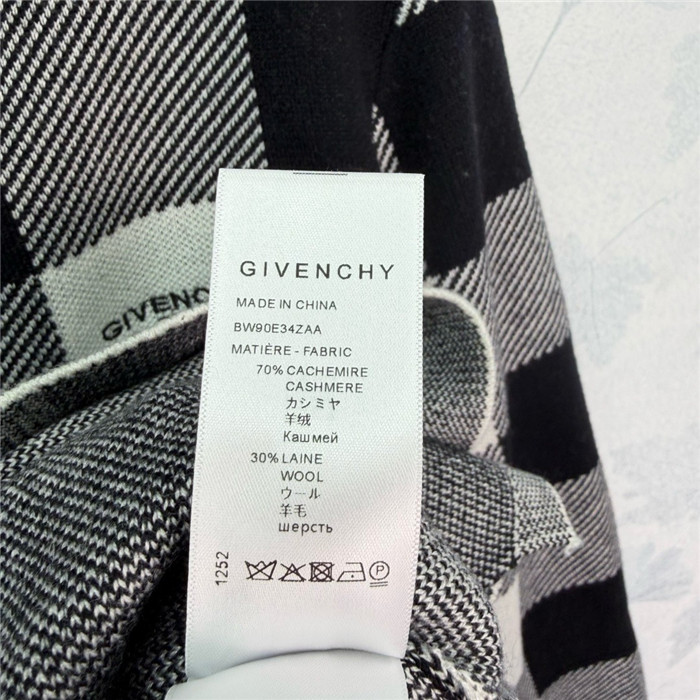 GIVENCHY
MADE IN CHINA
BW90E34ZAA
MATIÈRE - FABRIC
70% CACHEMIRE
CASHMERE
カシミヤ
羊绒
Кашмей
30% LAINE
WOOL
ウール
羊毛
шерсть
1252
P
GIVENC